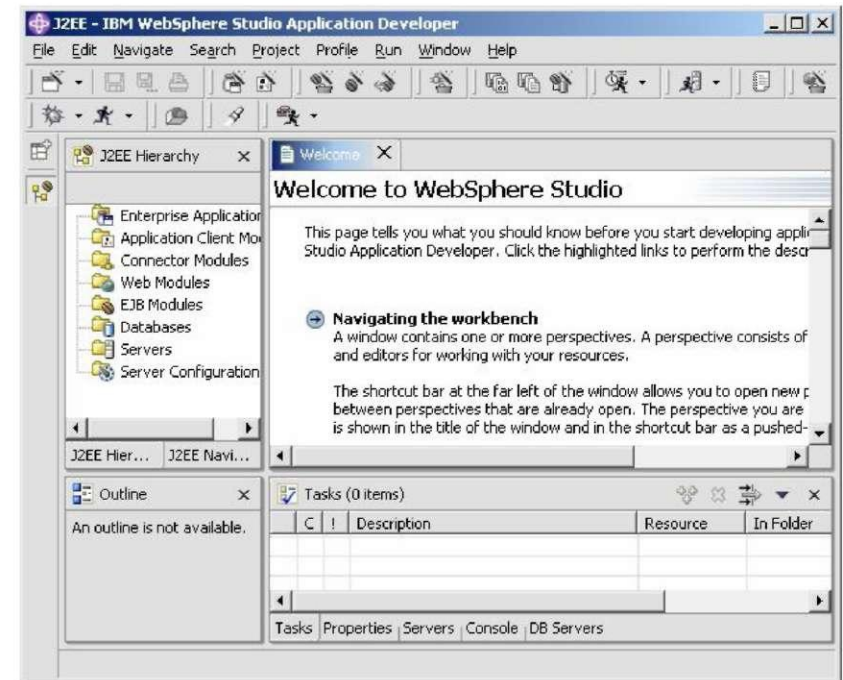 J2EE - IBM WebSphere Studio Application Developer
File Edit Navigate Search Project Profile Run Window Help
J2EE Hierarchy
Enterprise Application
Application Client Mo
Connector Modules
Web Modules
EJB Modules
Databases
Servers
Server Configuration
J2EE Hier... J2EE Navi...
Welcome
Welcome to WebSphere Studio
This page tells you what you should know before you start developing appli
Studio Application Developer. Click the highlighted links to perform the descr
Navigating the workbench
A window contains one or more perspectives. A perspective consists of
and editors for working with your resources.
The shortcut bar at the far left of the window allows you to open new p
between perspectives that are already open. The perspective you are
is shown in the title of the window and in the shortcut bar as a pushed-
Outline
An outline is not available.
Tasks (0 items)
C ! Description Resource In Folder
Tasks Properties Servers Console DB Servers